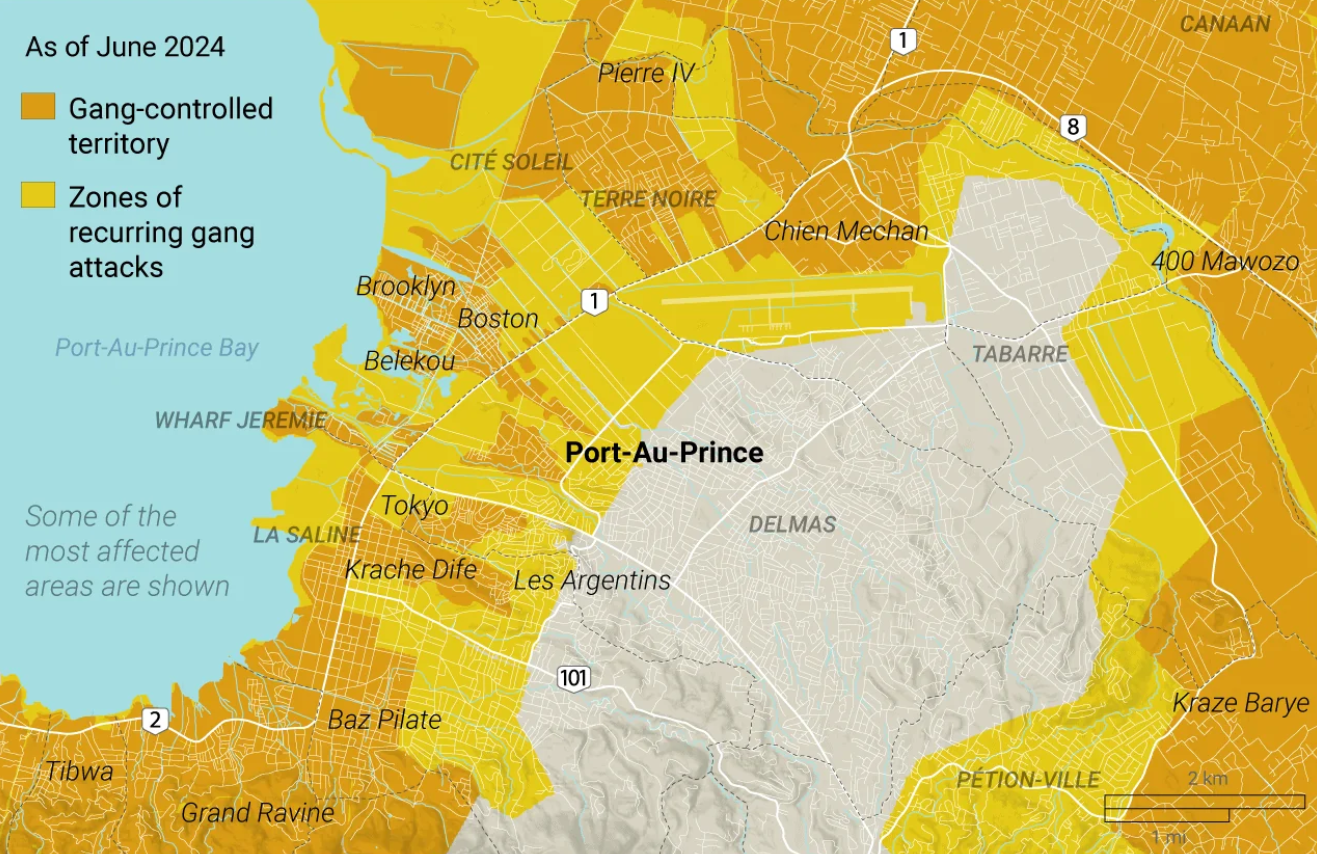 As of June 2024
Gang-controlled
territory
Zones of
recurring gang
attacks
CANAAN
1
Pierre IV
8
CITÉ SOLEIL
TERRE NOIRE
Chien Mechan
400 Mawozo
Brooklyn
1
Boston
Port-Au-Prince Bay
Belekou
TABARRE
WHARF JEREMIE
Port-Au-Prince
Tokyo
Some of the
most affected
areas are shown
LA SALINE
DELMAS
Krache Dife
Les Argentins
101
Kraze Barye
2
Baz Pilate
Tibwa
PÉTION-VILLE
2 km
Grand Ravine
1 mi